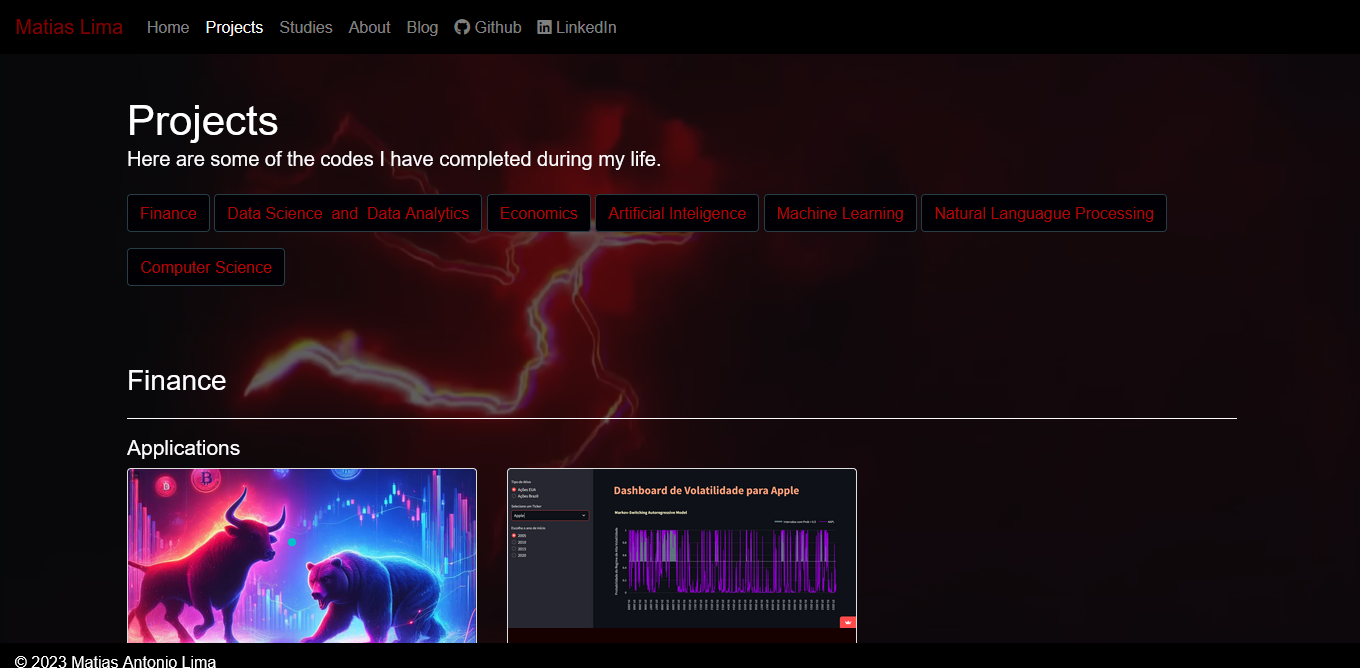 Matias Lima Home Projects Studies About Blog Github LinkedIn
Projects
Here are some of the codes I have completed during my life.
Finance Data Science and Data Analytics Economics Artificial Inteligence Machine Learning Natural Languague Processing
Computer Science
Finance
Applications
Tipo de Ativo
Ações EUA
Ações Brasil
Selecione um Ticker
Apple
Escolha o ano de início
2005
2010
2015
2020
Dashboard de Volatilidade para Apple
Markov-Switching Autoregressive Model
© 2023 Matias Antonio Lima